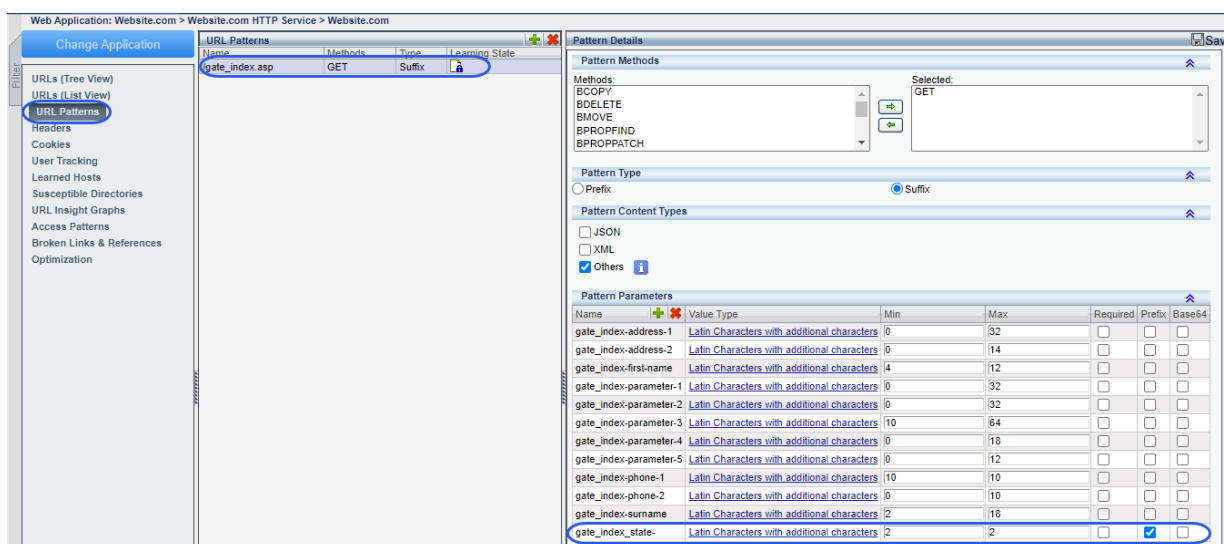 Web Application: Website.com > Website.com HTTP Service > Website.com
Filter
Change Application
URLs (Tree View)
URLs (List View)
URL Patterns
Headers
Cookies
User Tracking
Learned Hosts
Susceptible Directories
URL Insight Graphs
Access Patterns
Broken Links & References
Optimization
URL Patterns
Name Methods Type Learning State
/gate_index.asp GET Suffix
Pattern Details Sav
Pattern Methods
Methods: Selected:
BCOPY GET
BDELETE
BMOVE
BPROPFIND
BPROPPATCH
Pattern Type
Prefix Suffix
Pattern Content Types
JSON
XML
Others i
Pattern Parameters
Name Value Type Min Max Required Prefix Base64
gate_index-address-1 Latin Characters with additional characters 0 32
gate_index-address-2 Latin Characters with additional characters 0 14
gate_index-first-name Latin Characters with additional characters 4 12
gate_index-parameter-1 Latin Characters with additional characters 0 32
gate_index-parameter-2 Latin Characters with additional characters 0 32
gate_index-parameter-3 Latin Characters with additional characters 10 64
gate_index-parameter-4 Latin Characters with additional characters 0 18
gate_index-parameter-5 Latin Characters with additional characters 0 12
gate_index-phone-1 Latin Characters with additional characters 10 10
gate_index-phone-2 Latin Characters with additional characters 0 10
gate_index-surname Latin Characters with additional characters 2 18
gate_index_state- Latin Characters with additional characters 2 2